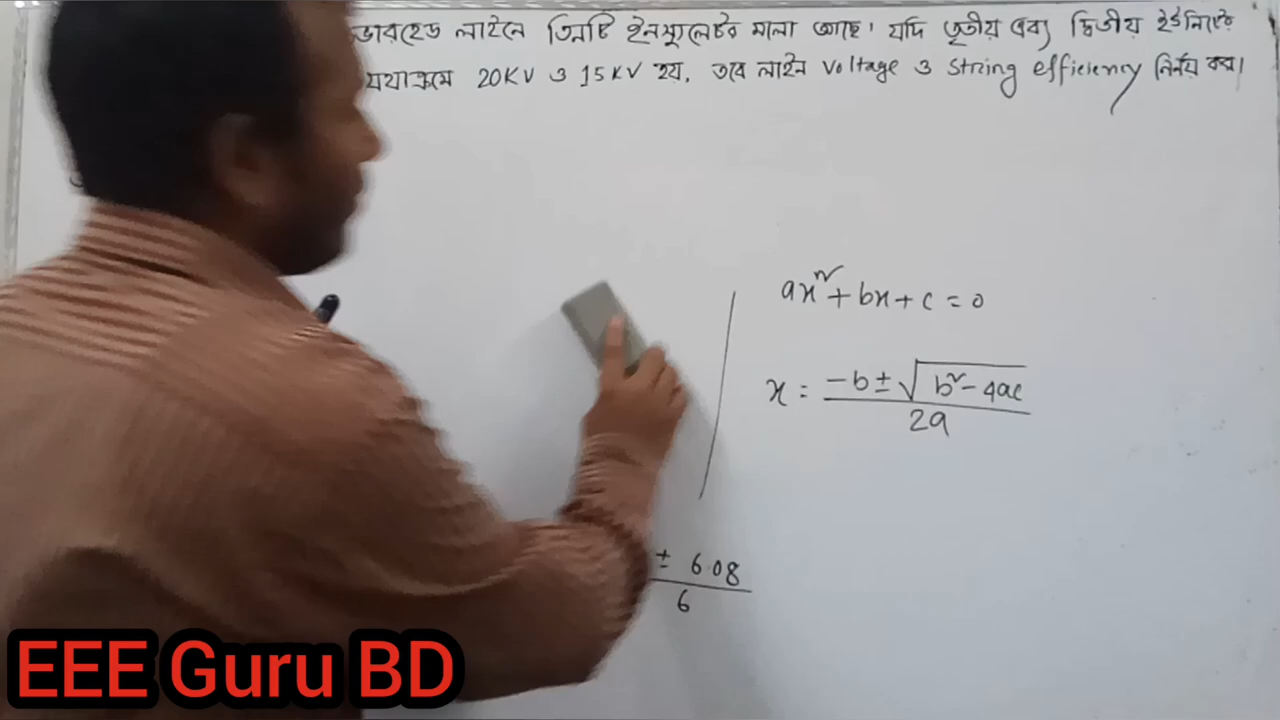 ভারহেড লাইনে তিনটি ইনস্যুলেটর মালা আছে। যদি তৃতীয় এবং দ্বিতীয় ইউনিটের
যথাক্রমে 20KV ও 15KV হয়, তবে লাইন voltage ও string efficiency নির্নয় কর।
ax²+bx+c=0
x = -b±√b²-4ac
2a
± 6.08
6
EEE Guru BD